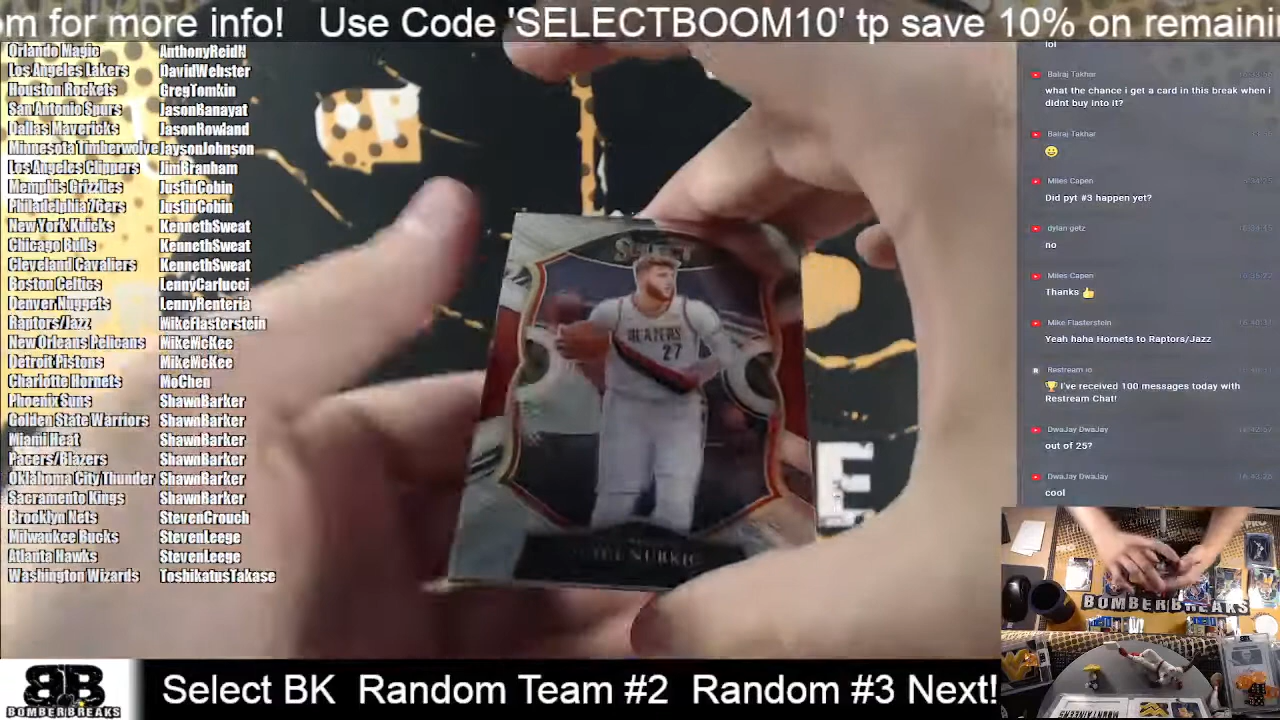 om for more info!   Use Code 'SELECTBOOM10' tp save 10% on remaini
Orlando Magic AnthonyReidN
Los Angeles Lakers DavidWebster
Houston Rockets GregTomkin
San Antonio Spurs JasonBanayat
Dallas Mavericks JasonRowland
Minnesota Timberwolve JaysonJohnson
Los Angeles Clippers JimBranham
Memphis Grizzlies JustinCobin
Philadelphia 76ers JustinCobin
New York Knicks KennethSweat
Chicago Bulls KennethSweat
Cleveland Cavaliers KennethSweat
Boston Celtics LennyCarlucci
Denver Nuggets LennyRenteria
Raptors/Jazz MikeFlasterstein
New Orleans Pelicans MikeMcKee
Detroit Pistons MikeMcKee
Charlotte Hornets MoChen
Phoenix Suns ShawnBarker
Golden State Warriors ShawnBarker
Miami Heat ShawnBarker
Pacers/Blazers ShawnBarker
Oklahoma City Thunder ShawnBarker
Sacramento Kings ShawnBarker
Brooklyn Nets StevenCrouch
Milwaukee Bucks StevenLeege
Atlanta Hawks StevenLeege
Washington Wizards ToshikatusTakase
SELECT
BLAZERS
27
NURKIC
E
lol
Balraj Takhar
what the chance i get a card in this break when i
didnt buy into it?
Balraj Takhar
Miles Capen
Did pyt #3 happen yet?
dylan getz
no
Miles Capen
Thanks 👍
Mike Flasterstein
Yeah haha Hornets to Raptors/Jazz
Restream io
🏆 I've received 100 messages today with
Restream Chat!
DwaJay DwaJay
out of 25?
DwaJay DwaJay
cool
BOMBERBREAKS
BB
BOMBERBREAKS
Select BK  Random Team #2  Random #3 Next!